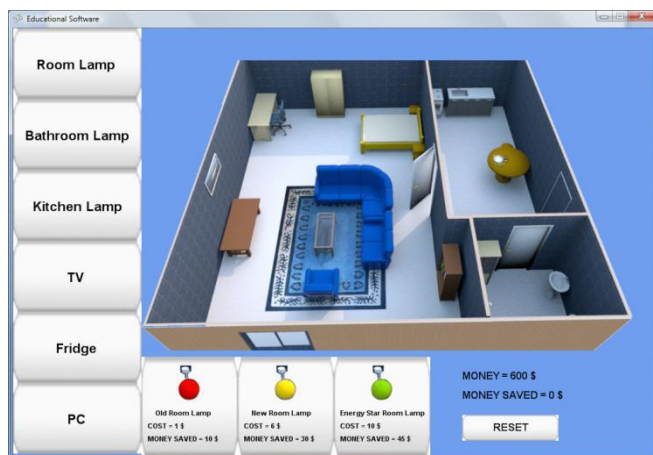 Educational Software
Room Lamp
Bathroom Lamp
Kitchen Lamp
TV
Fridge
PC
Old Room Lamp
COST = 1 $
MONEY SAVED = 10 $
New Room Lamp
COST = 6 $
MONEY SAVED = 30 $
Energy Star Room Lamp
COST = 10 $
MONEY SAVED = 45 $
MONEY = 600 $
MONEY SAVED = 0 $
RESET